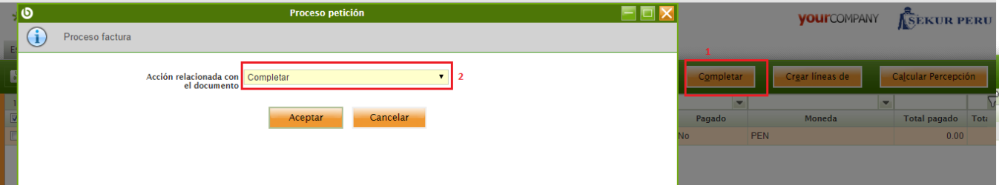 Proceso petición
yourCOMPANY
SEKUR PERU
Proceso factura
1
Acción relacionada con
el documento
Completar
2
Completar
Crear líneas de
Calcular Percepción
Aceptar
Cancelar
Pagado
Moneda
Total pagado
No
PEN
0.00